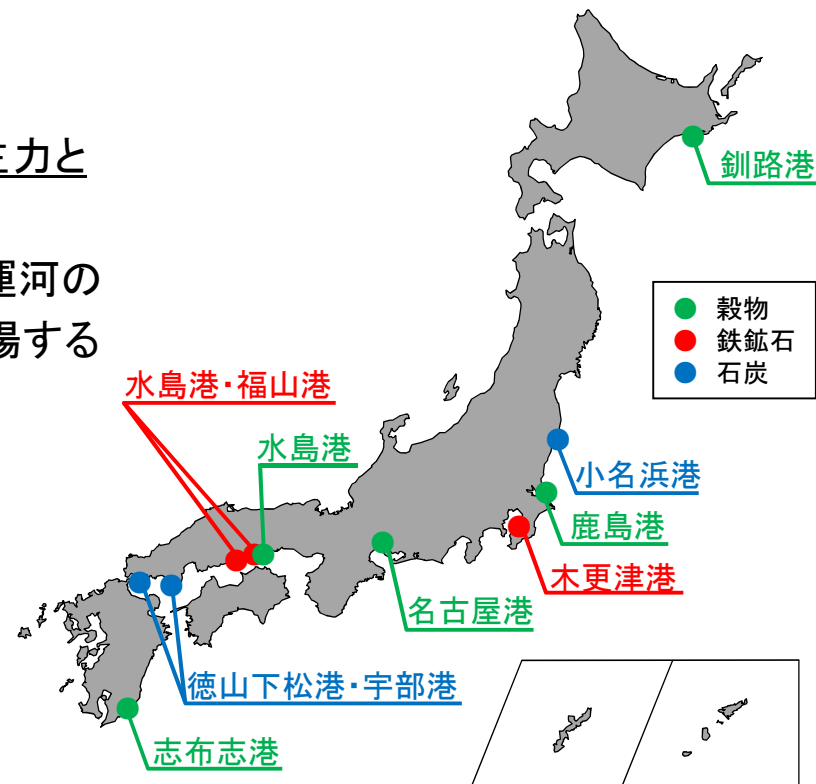 力と
運河の
場する
釧路港
穀物
鉄鉱石
石炭
水島港・福山港
水島港
小名浜港
鹿島港
木更津港
名古屋港
徳山下松港・宇部港
志布志港